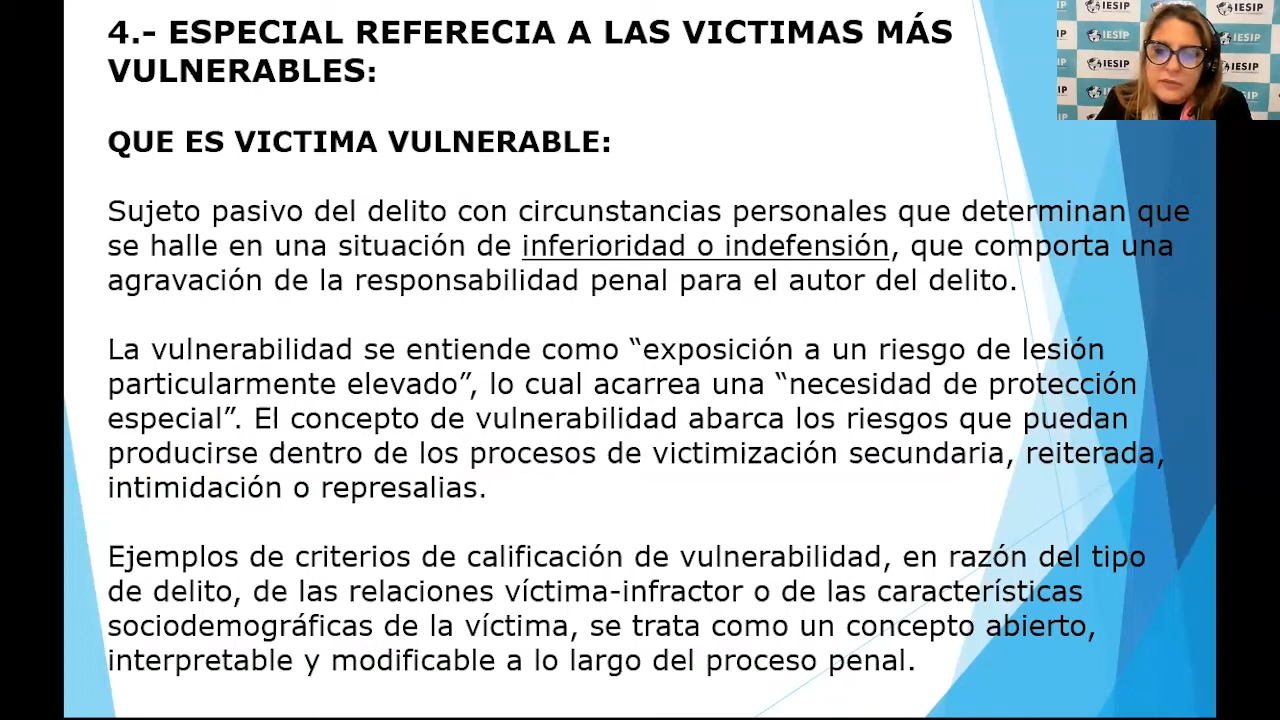 4.- ESPECIAL REFERECIA A LAS VICTIMAS MÁS
VULNERABLES:
QUE ES VICTIMA VULNERABLE:
Sujeto pasivo del delito con circunstancias personales que determinan que
se halle en una situación de inferioridad o indefensión, que comporta una
agravación de la responsabilidad penal para el autor del delito.
La vulnerabilidad se entiende como “exposición a un riesgo de lesión
particularmente elevado”, lo cual acarrea una “necesidad de protección
especial”. El concepto de vulnerabilidad abarca los riesgos que puedan
producirse dentro de los procesos de victimización secundaria, reiterada,
intimidación o represalias.
Ejemplos de criterios de calificación de vulnerabilidad, en razón del tipo
de delito, de las relaciones víctima-infractor o de las características
sociodemográficas de la víctima, se trata como un concepto abierto,
interpretable y modificable a lo largo del proceso penal.
IESIP
IESIP
IESIP
IESIP
IESIP
IESIP